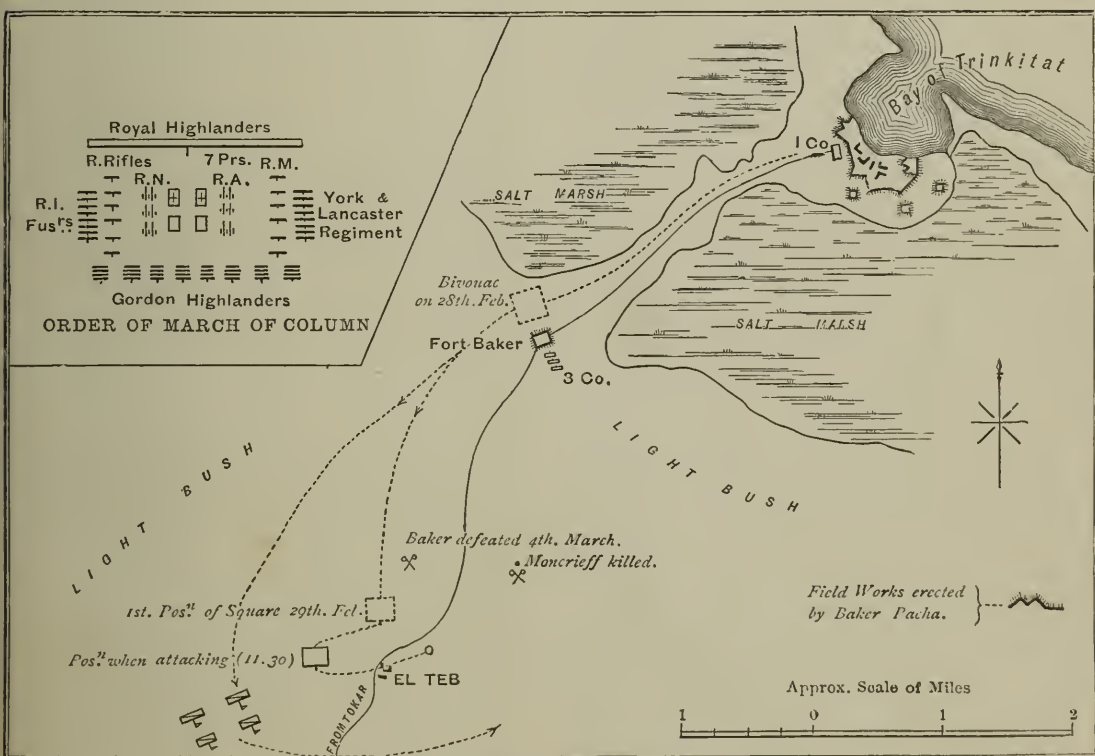 Royal Highlanders
R.Rifles 7 Prs. R.M.
R.N. R.A.
R.I.
Fusrs
York &
Lancaster
Regiment
Gordon Highlanders
ORDER OF MARCH OF COLUMN
Bay o Trinkitat
1 Co
SALT MARSH
Bivouac
on 28th. Feb.
Fort Baker
3 Co.
SALT MARSH
LIGHT BUSH
LIGHT BUSH
Baker defeated 4th. March.
Moncrieff killed.
1st. Posn. of Square 29th. Fel.
Posn. when attacking (11.30)
EL TEB
FROM TOKAR
Field Works erected
by Baker Pacha.
Approx. Scale of Miles
1 0 1 2